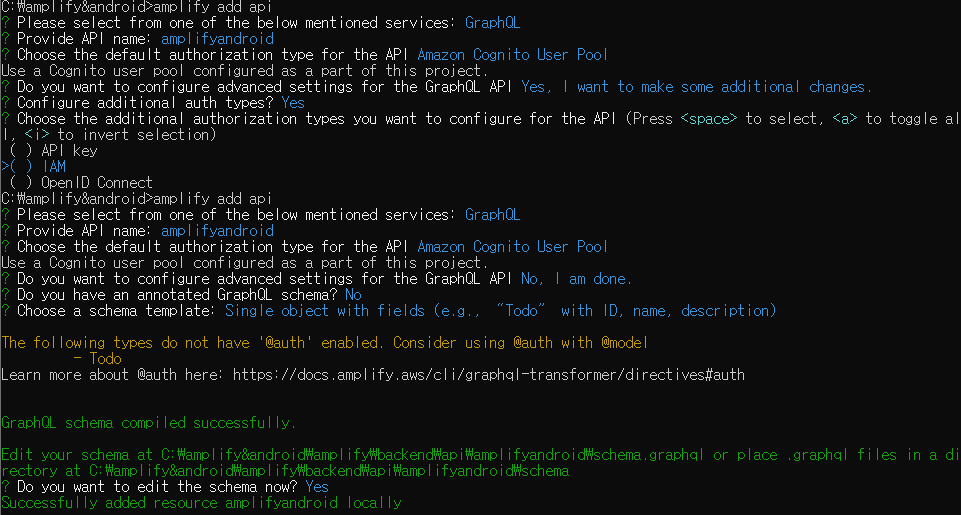 C:₩amplify&android>amplify add api
? Please select from one of the below mentioned services: GraphQL
? Provide API name: amplifyandroid
? Choose the default authorization type for the API Amazon Cognito User Pool
Use a Cognito user pool configured as a part of this project.
? Do you want to configure advanced settings for the GraphQL API Yes, I want to make some additional changes.
? Configure additional auth types? Yes
? Choose the additional authorization types you want to configure for the API (Press <space> to select, <a> to toggle al
l, <i> to invert selection)
( ) API key
>( ) IAM
( ) OpenID Connect
C:₩amplify&android>amplify add api
? Please select from one of the below mentioned services: GraphQL
? Provide API name: amplifyandroid
? Choose the default authorization type for the API Amazon Cognito User Pool
Use a Cognito user pool configured as a part of this project.
? Do you want to configure advanced settings for the GraphQL API No, I am done.
? Do you have an annotated GraphQL schema? No
? Choose a schema template: Single object with fields (e.g., “Todo” with ID, name, description)
The following types do not have '@auth' enabled. Consider using @auth with @model
- Todo
Learn more about @auth here: https://docs.amplify.aws/cli/graphql-transformer/directives#auth
GraphQL schema compiled successfully.
Edit your schema at C:₩amplify&android₩amplify₩backend₩api₩amplifyandroid₩schema.graphql or place .graphql files in a di
rectory at C:₩amplify&android₩amplify₩backend₩api₩amplifyandroid₩schema
? Do you want to edit the schema now? Yes
Successfully added resource amplifyandroid locally